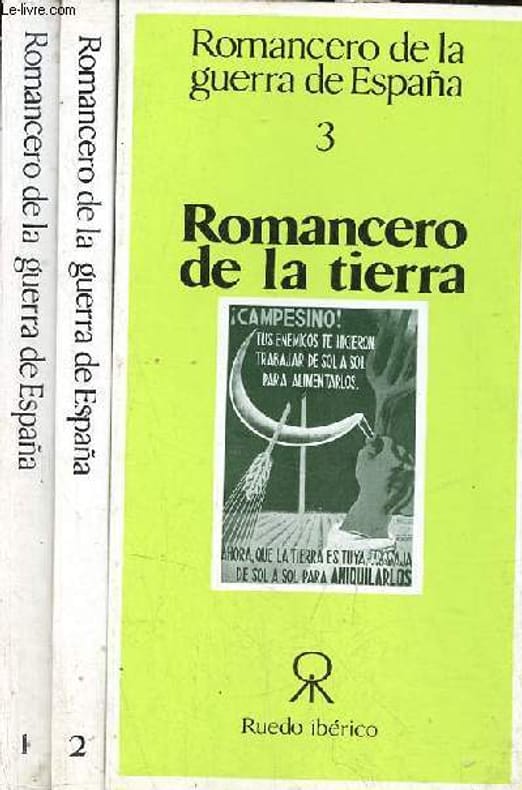 Le-livre.com
Romancero de la guerra de España
1
Romancero de la guerra de España
2
Romancero de la
guerra de España
3
Romancero
de la tierra
¡CAMPESINO!
TUS ENEMIGOS TE HICIERON
TRABAJAR DE SOL A SOL
PARA ALIMENTARLOS.
AHORA, QUE LA TIERRA ES TUYA, TRABAJA
DE SOL A SOL PARA ANIQUILARLOS
Ruedo ibérico